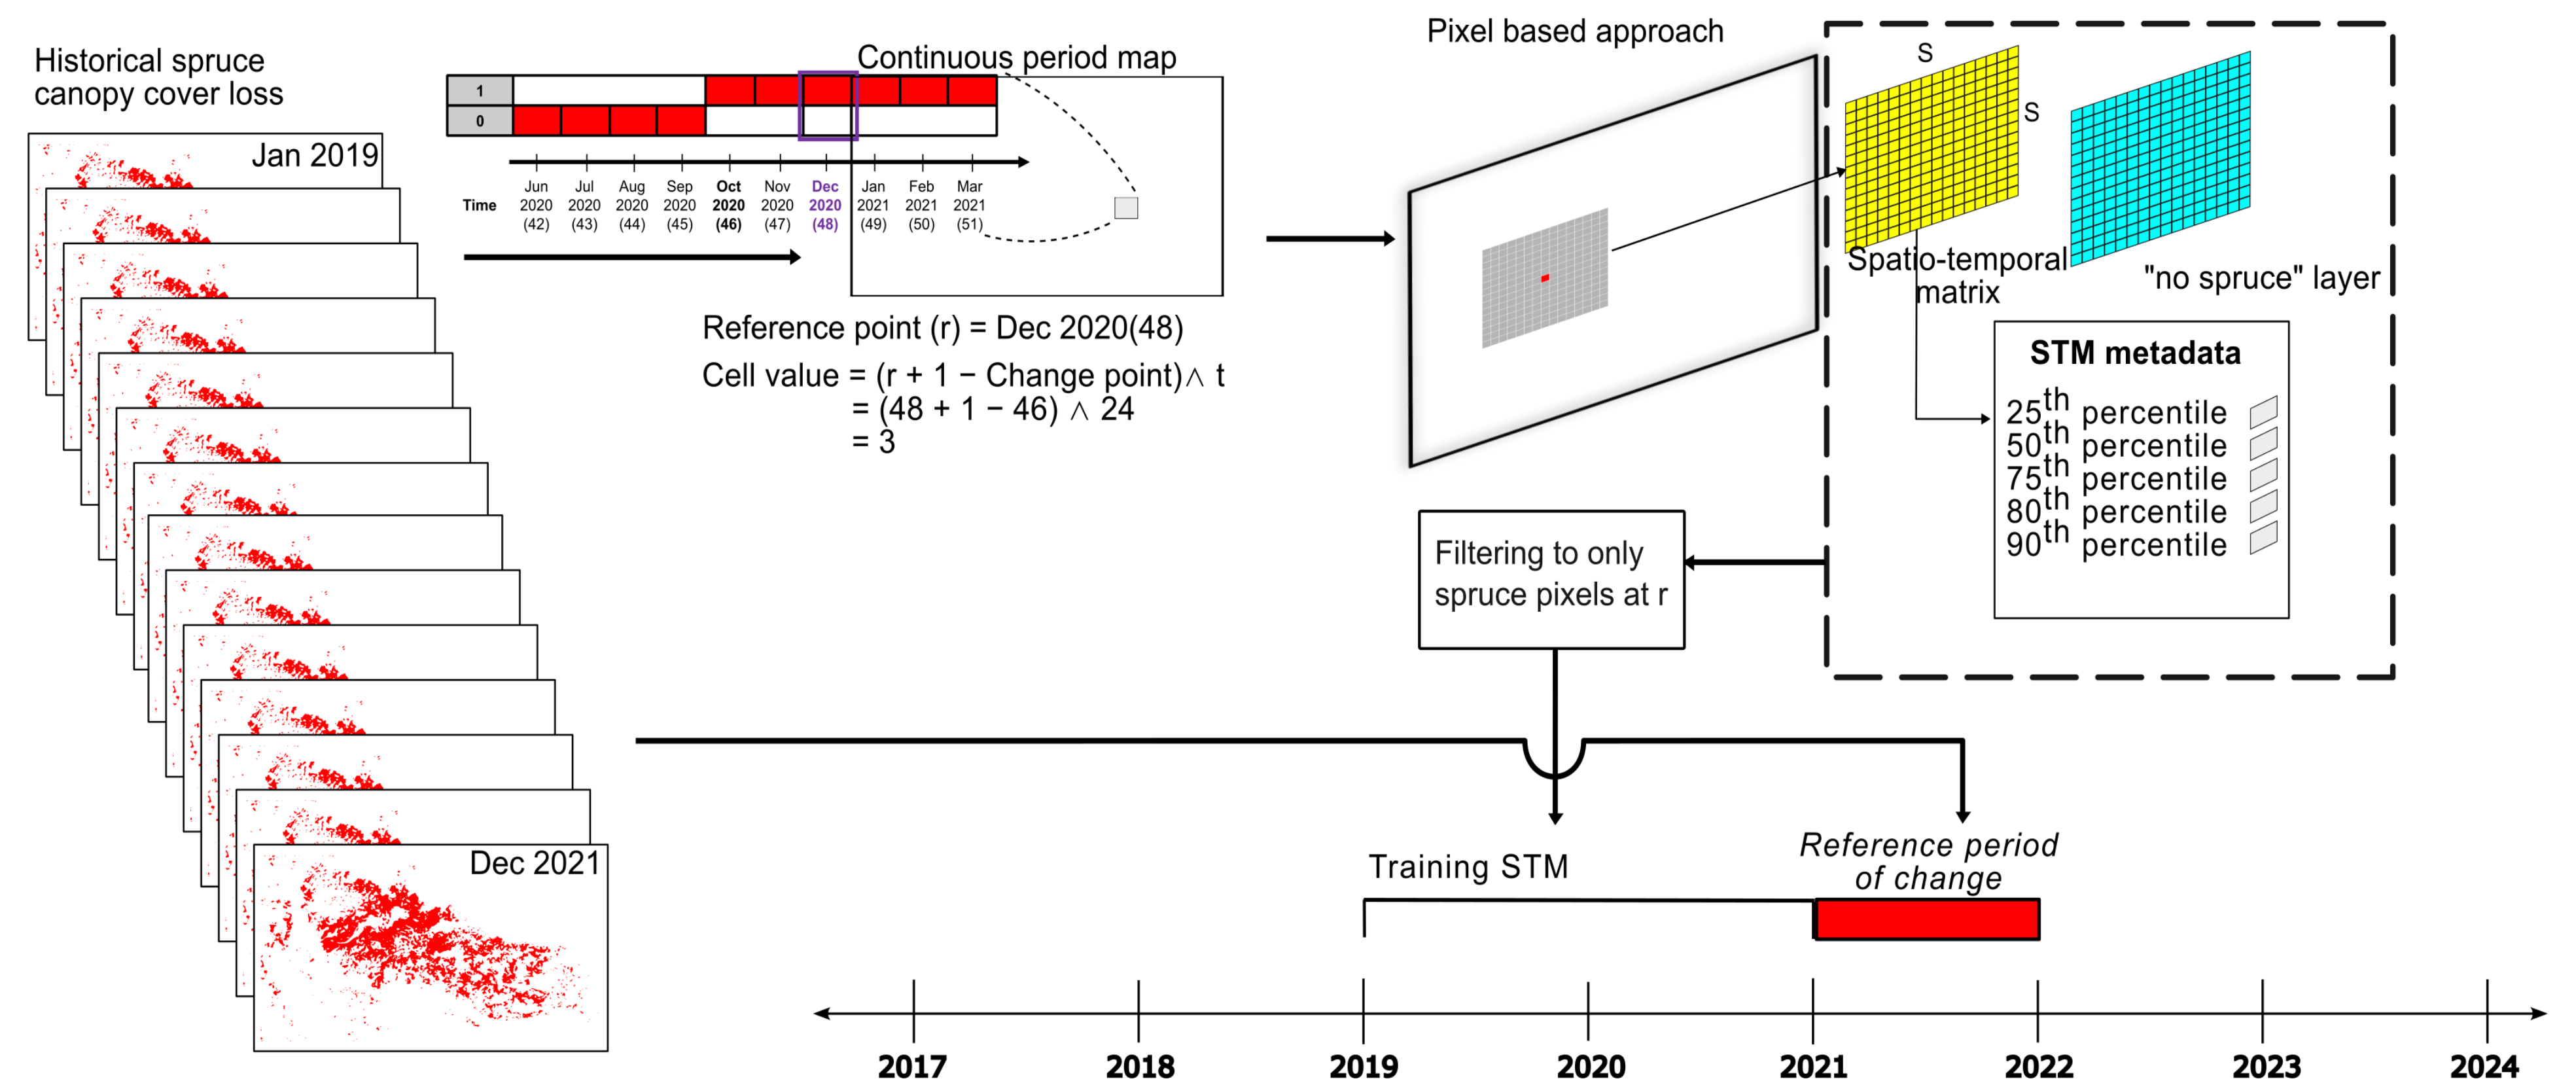 Historical spruce
canopy cover loss
Jan 2019
Dec 2021
Continuous period map
1
0
Time
Jun 2020 (42)
Jul 2020 (43)
Aug 2020 (44)
Sep 2020 (45)
Oct 2020 (46)
Nov 2020 (47)
Dec 2020 (48)
Jan 2021 (49)
Feb 2021 (50)
Mar 2021 (51)
Reference point (r) = Dec 2020(48)
Cell value = (r + 1 − Change point)∧ t
= (48 + 1 − 46) ∧ 24
= 3
Pixel based approach
S
S
Spatio-temporal
matrix
"no spruce" layer
STM metadata
25th percentile
50th percentile
75th percentile
80th percentile
90th percentile
Filtering to only
spruce pixels at r
Training STM
Reference period
of change
2017 2018 2019 2020 2021 2022 2023 2024